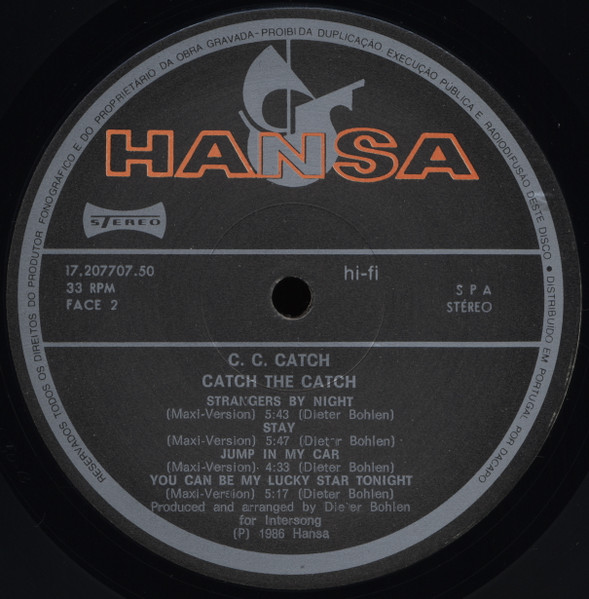 RESERVADOS TODOS OS DIREITOS DO PRODUTOR FONOGRÁFICO E DO PROPRIETÁRIO DA OBRA GRAVADA-PROIBIDA DUPLICAÇÃO, EXECUÇÃO PÚBLICA E RADIODIFUSÃO DESTE DISCO • DISTRIBUIDO EM PORTUGAL POR DACAPO
HANSA
STEREO
17.207707.50
33 RPM
FACE 2
hi-fi
SPA
STÉREO
C. C. CATCH
CATCH THE CATCH
STRANGERS BY NIGHT
(Maxi-Version) 5:43 (Dieter Bohlen)
STAY
(Maxi-Version) 5:47 (Dieter Bohlen)
JUMP IN MY CAR
(Maxi-Version) 4:33 (Dieter Bohlen)
YOU CAN BE MY LUCKY STAR TONIGHT
(Maxi-Version) 5:17 (Dieter Bohlen)
Produced and arranged by Dieter Bohlen
for Intersong
(P) 1986 Hansa